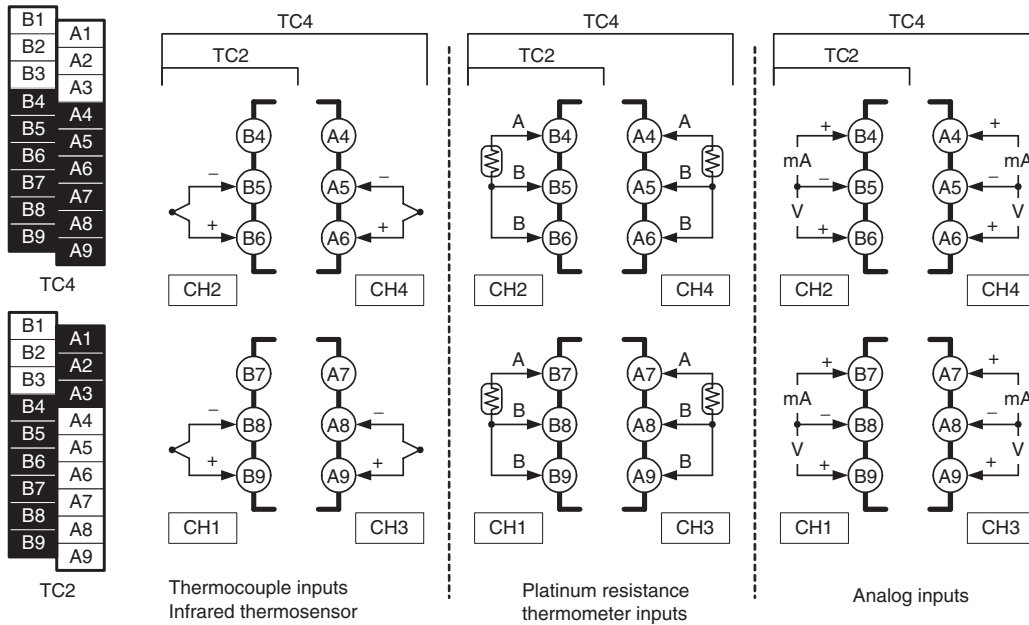 B1
A1
B2
A2
B3
A3
B4
A4
B5
A5
B6
A6
B7
A7
B8
A8
B9
A9
TC4
B1
A1
B2
A2
B3
A3
B4
A4
B5
A5
B6
A6
B7
A7
B8
A8
B9
A9
TC2
TC4
TC2
B4 A4
− B5 A5 −
+ B6 A6 +
CH2 CH4
B7 A7
− B8 A8 −
+ B9 A9 +
CH1 CH3
Thermocouple inputs
Infrared thermosensor
TC4
TC2
A B4 A4 A
B B5 A5 B
B B6 A6 B
CH2 CH4
A B7 A7 A
B B8 A8 B
B B9 A9 B
CH1 CH3
Platinum resistance
thermometer inputs
TC4
TC2
+ B4 A4 +
mA mA
− B5 A5 −
V V
+ B6 A6 +
CH2 CH4
+ B7 A7 +
mA mA
− B8 A8 −
V V
+ B9 A9 +
CH1 CH3
Analog inputs